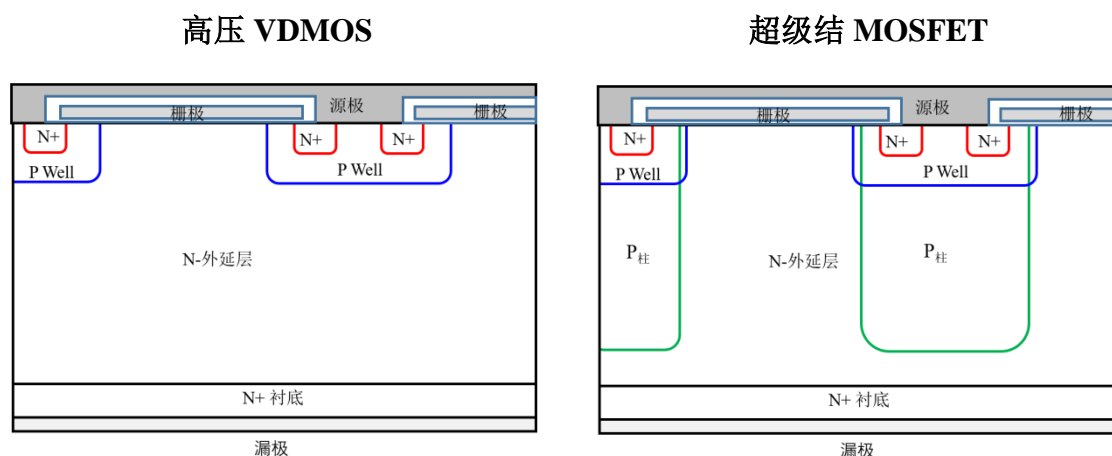 高压 VDMOS
超级结 MOSFET
源极
栅极
栅极
N+
N+
N+
P Well
P Well
N-外延层
N+ 衬底
漏极
源极
栅极
栅极
N+
N+
N+
P Well
P Well
P柱
N-外延层
P柱
N+ 衬底
漏极